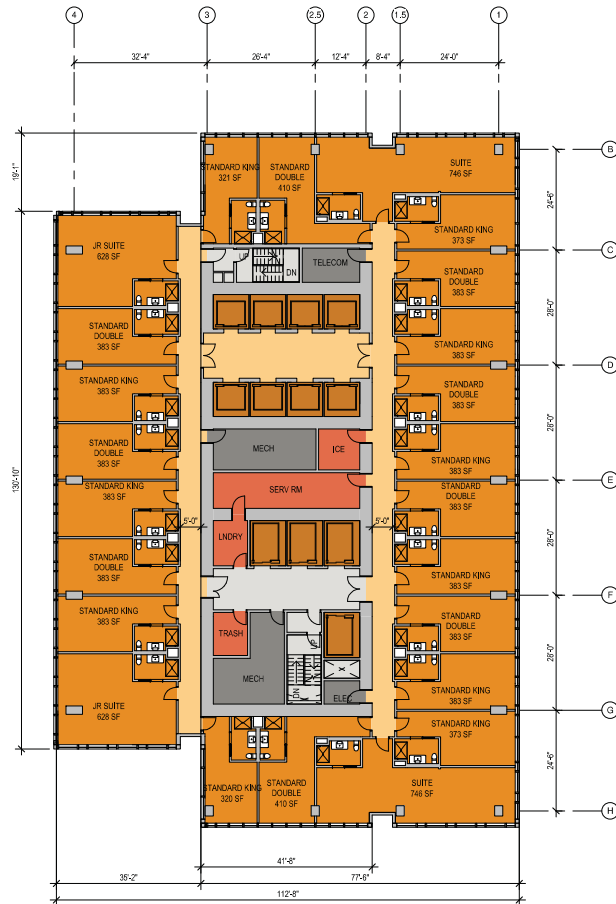 4
3
2.5
2
1.5
1
32'-4"
26'-4"
12'-4"
8'-4"
24'-0"
19'-1"
130'-10"
B
24'-6"
C
28'-0"
D
28'-0"
E
28'-0"
F
28'-0"
G
24'-6"
H
STANDARD KING
321 SF
STANDARD
DOUBLE
410 SF
SUITE
746 SF
STANDARD KING
373 SF
JR SUITE
628 SF
UP
DN
TELECOM
STANDARD
DOUBLE
383 SF
STANDARD
DOUBLE
383 SF
STANDARD KING
383 SF
STANDARD KING
383 SF
STANDARD
DOUBLE
383 SF
STANDARD
DOUBLE
383 SF
MECH
ICE
STANDARD KING
383 SF
STANDARD KING
383 SF
SERV RM
STANDARD
DOUBLE
383 SF
5'-0"
5'-0"
LNDRY
STANDARD
DOUBLE
383 SF
STANDARD KING
383 SF
STANDARD KING
383 SF
STANDARD
DOUBLE
383 SF
TRASH
UP
MECH
DN
ELEC
X
STANDARD KING
383 SF
JR SUITE
628 SF
STANDARD KING
373 SF
STANDARD KING
320 SF
STANDARD
DOUBLE
410 SF
SUITE
746 SF
41'-8"
35'-2"
77'-6"
112'-8"